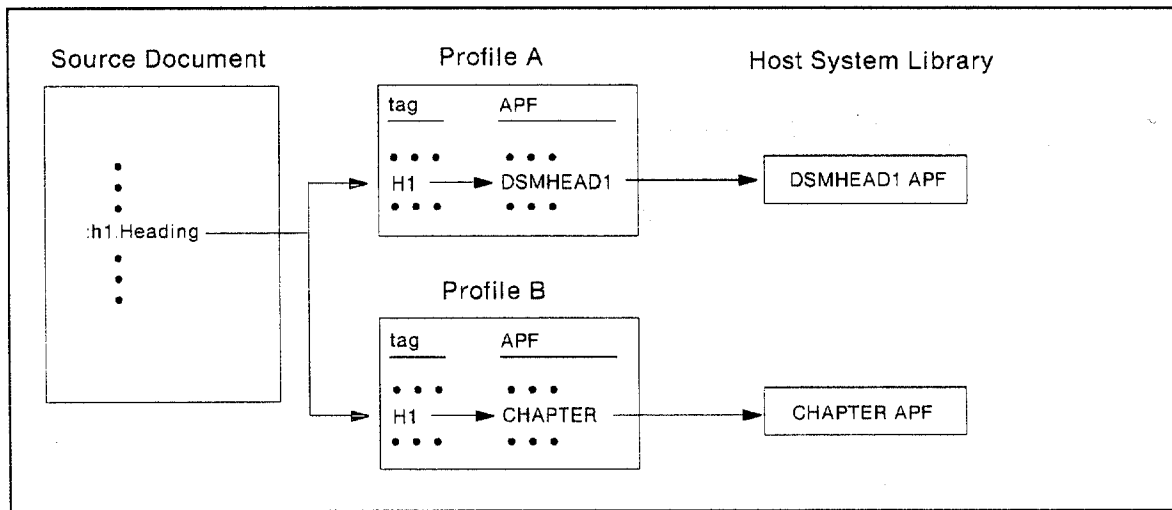 Source Document
Profile A
Host System Library
tag APF
• • • • • •
•
•
•
H1 DSMHEAD1
DSMHEAD1 APF
• • • • • •
:h1.Heading
•
•
•
Profile B
tag APF
• • • • • •
H1 CHAPTER
CHAPTER APF
• • • • • •